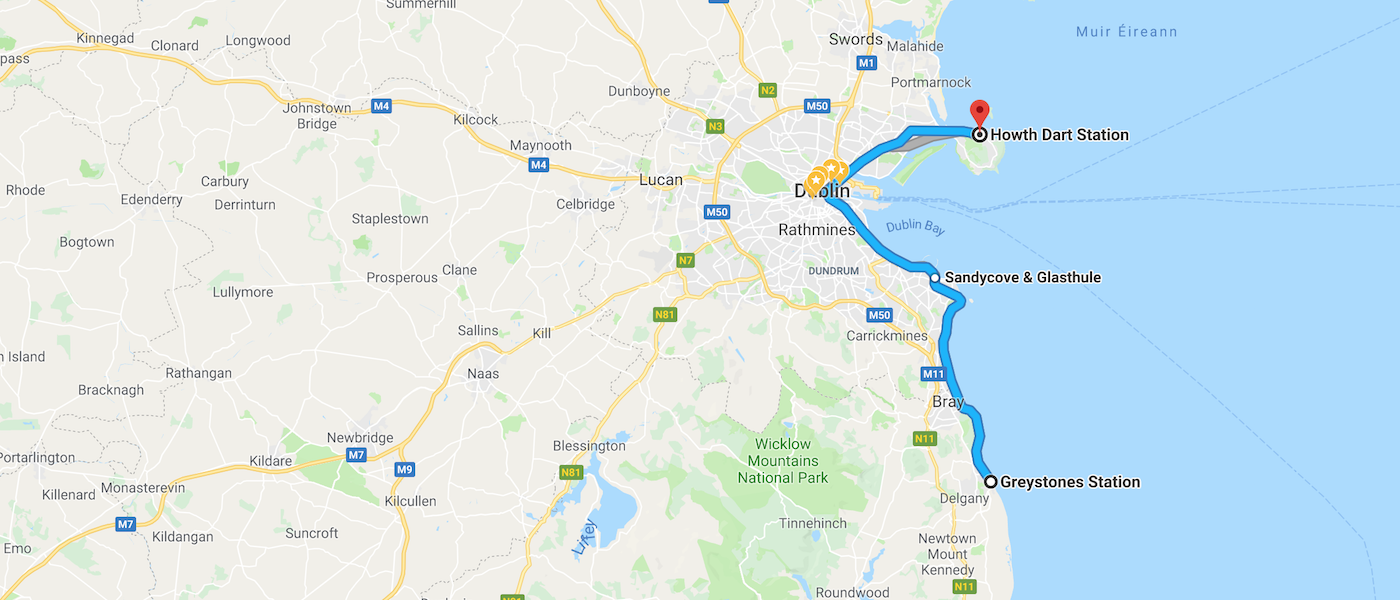 Summerhill
Kinnegad
Clonard
Longwood
pass
Swords
Malahide
Muir Éireann
M1
Portmarnock
Dunboyne
N2
M50
M4
Johnstown
Bridge
Kilcock
N3
Howth Dart Station
Maynooth
M4
Lucan
Carbury
Rhode
Edenderry
Derrinturn
Celbridge
Dublin
M50
Staplestown
Rathmines
Dublin Bay
Bogtown
N7
DUNDRUM
Clane
Prosperous
Sandycove & Glasthule
Lullymore
N81
M50
Sallins
Kill
Carrickmines
n Island
Rathangan
Naas
M11
Bracknagh
Bray
Newbridge
N11
Blessington
Wicklow
Mountains
National Park
M7
Portarlington
Kildare
M9
N81
Greystones Station
Monasterevin
Killenard
Kilcullen
Delgany
M7
Tinnehinch
Suncroft
Kildangan
Liffey
Newtown
Mount
Kennedy
Emo
N11
Roundwood